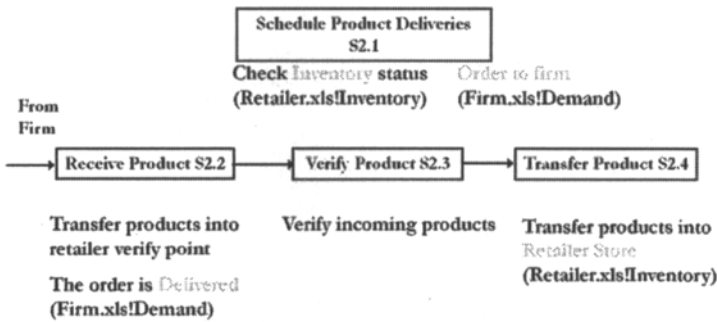 Schedule Product Deliveries
S2.1
Check Inventory status
(Retailer.xls!Inventory)
Order to firm
(Firm.xls!Demand)
From
Firm
Receive Product S2.2
Verify Product S2.3
Transfer Product S2.4
Transfer products into
retailer verify point
The order is Delivered
(Firm.xls!Demand)
Verify incoming products
Transfer products into
Retailer Store
(Retailer.xls!Inventory)